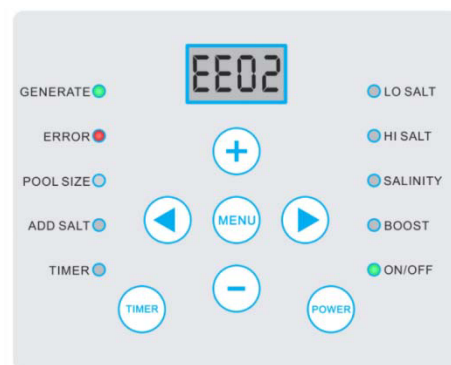 EE02
GENERATE
LO SALT
ERROR
HI SALT
POOL SIZE
SALINITY
ADD SALT
MENU
BOOST
TIMER
ON/OFF
TIMER
POWER